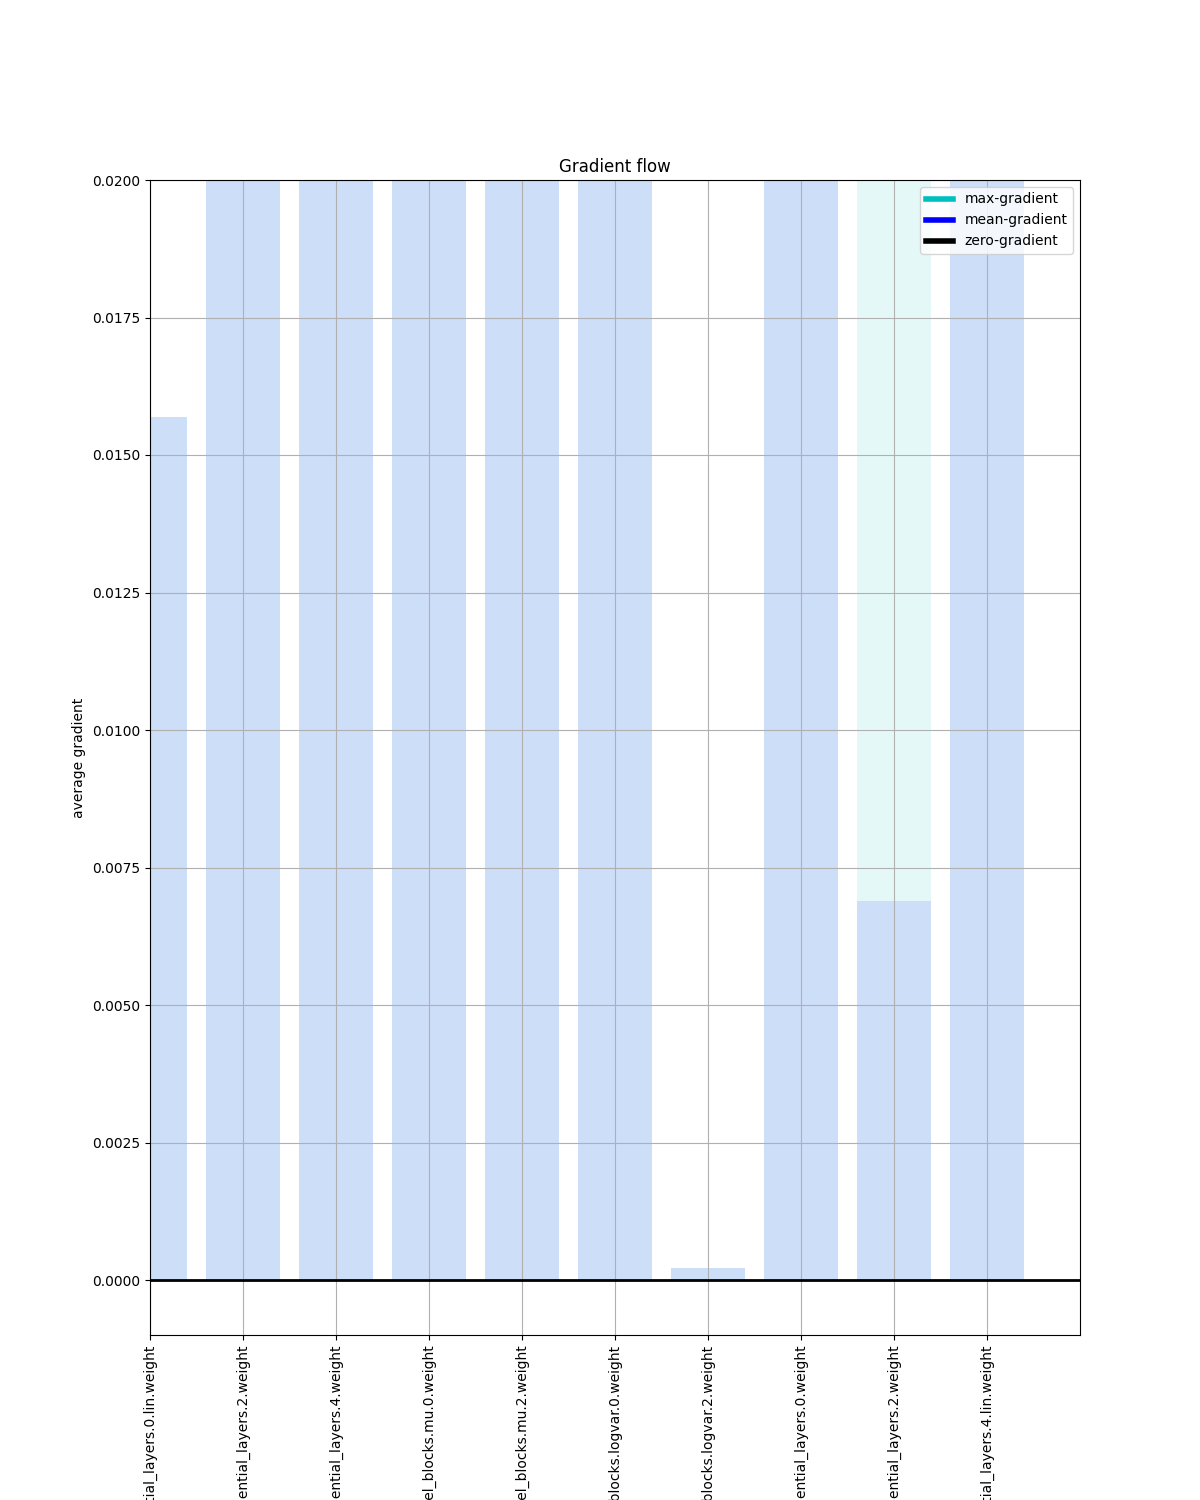 Gradient flow
max-gradient
mean-gradient
zero-gradient
0.0200
0.0175
0.0150
0.0125
0.0100
0.0075
0.0050
0.0025
0.0000
average gradient
tial_layers.0.lin.weight
ential_layers.2.weight
ential_layers.4.weight
el_blocks.mu.0.weight
el_blocks.mu.2.weight
blocks.logvar.0.weight
blocks.logvar.2.weight
ential_layers.0.weight
ential_layers.2.weight
tial_layers.4.lin.weight